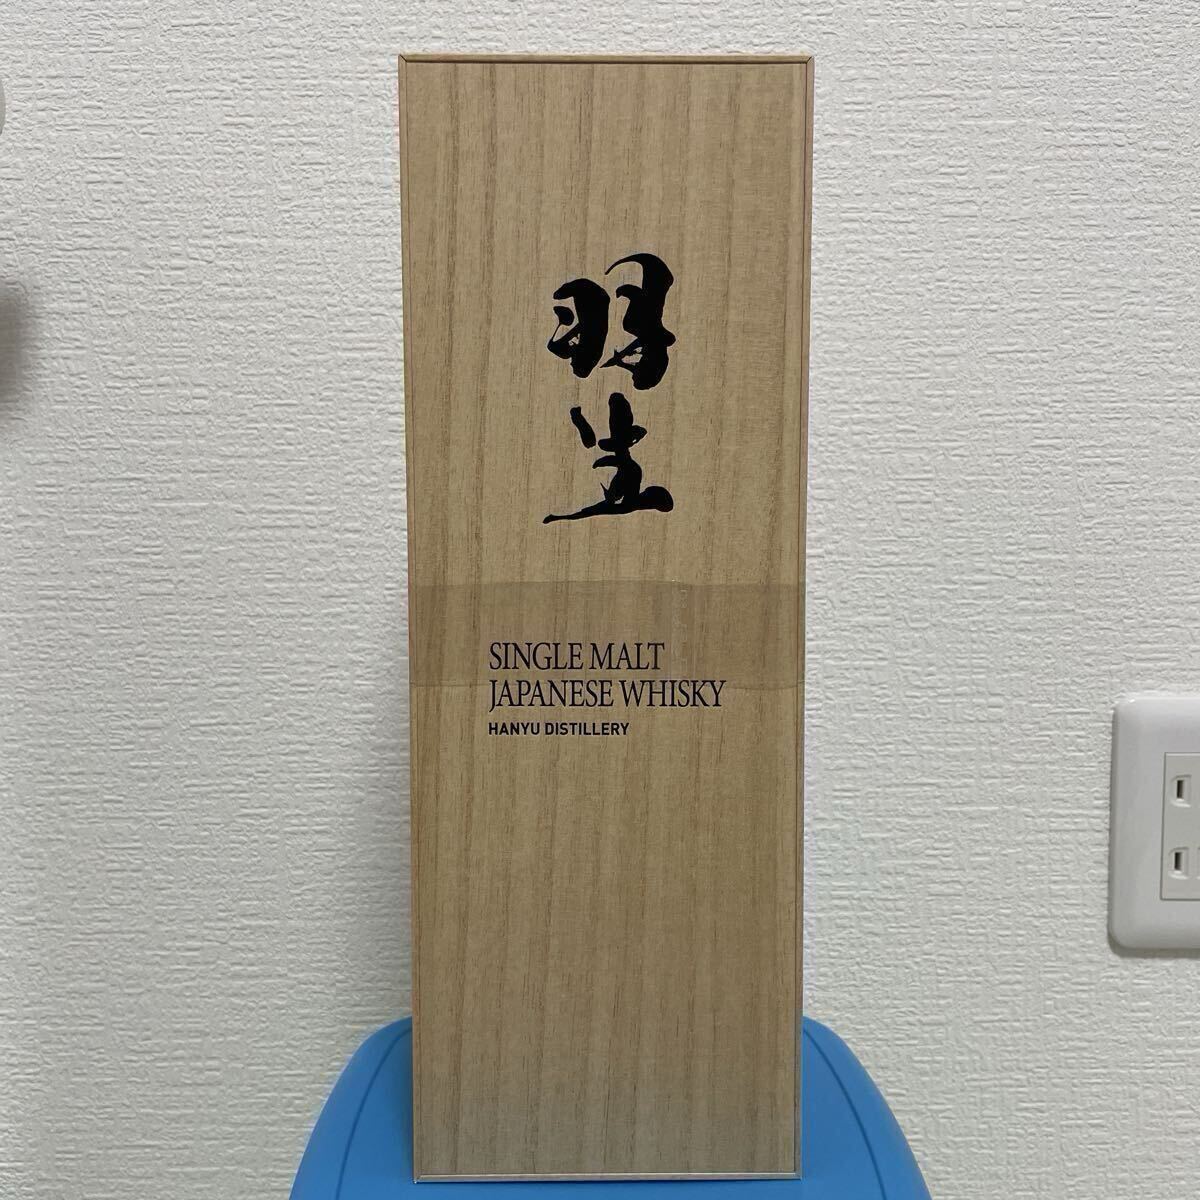 羽生
SINGLE MALT
JAPANESE WHISKY
HANYU DISTILLERY